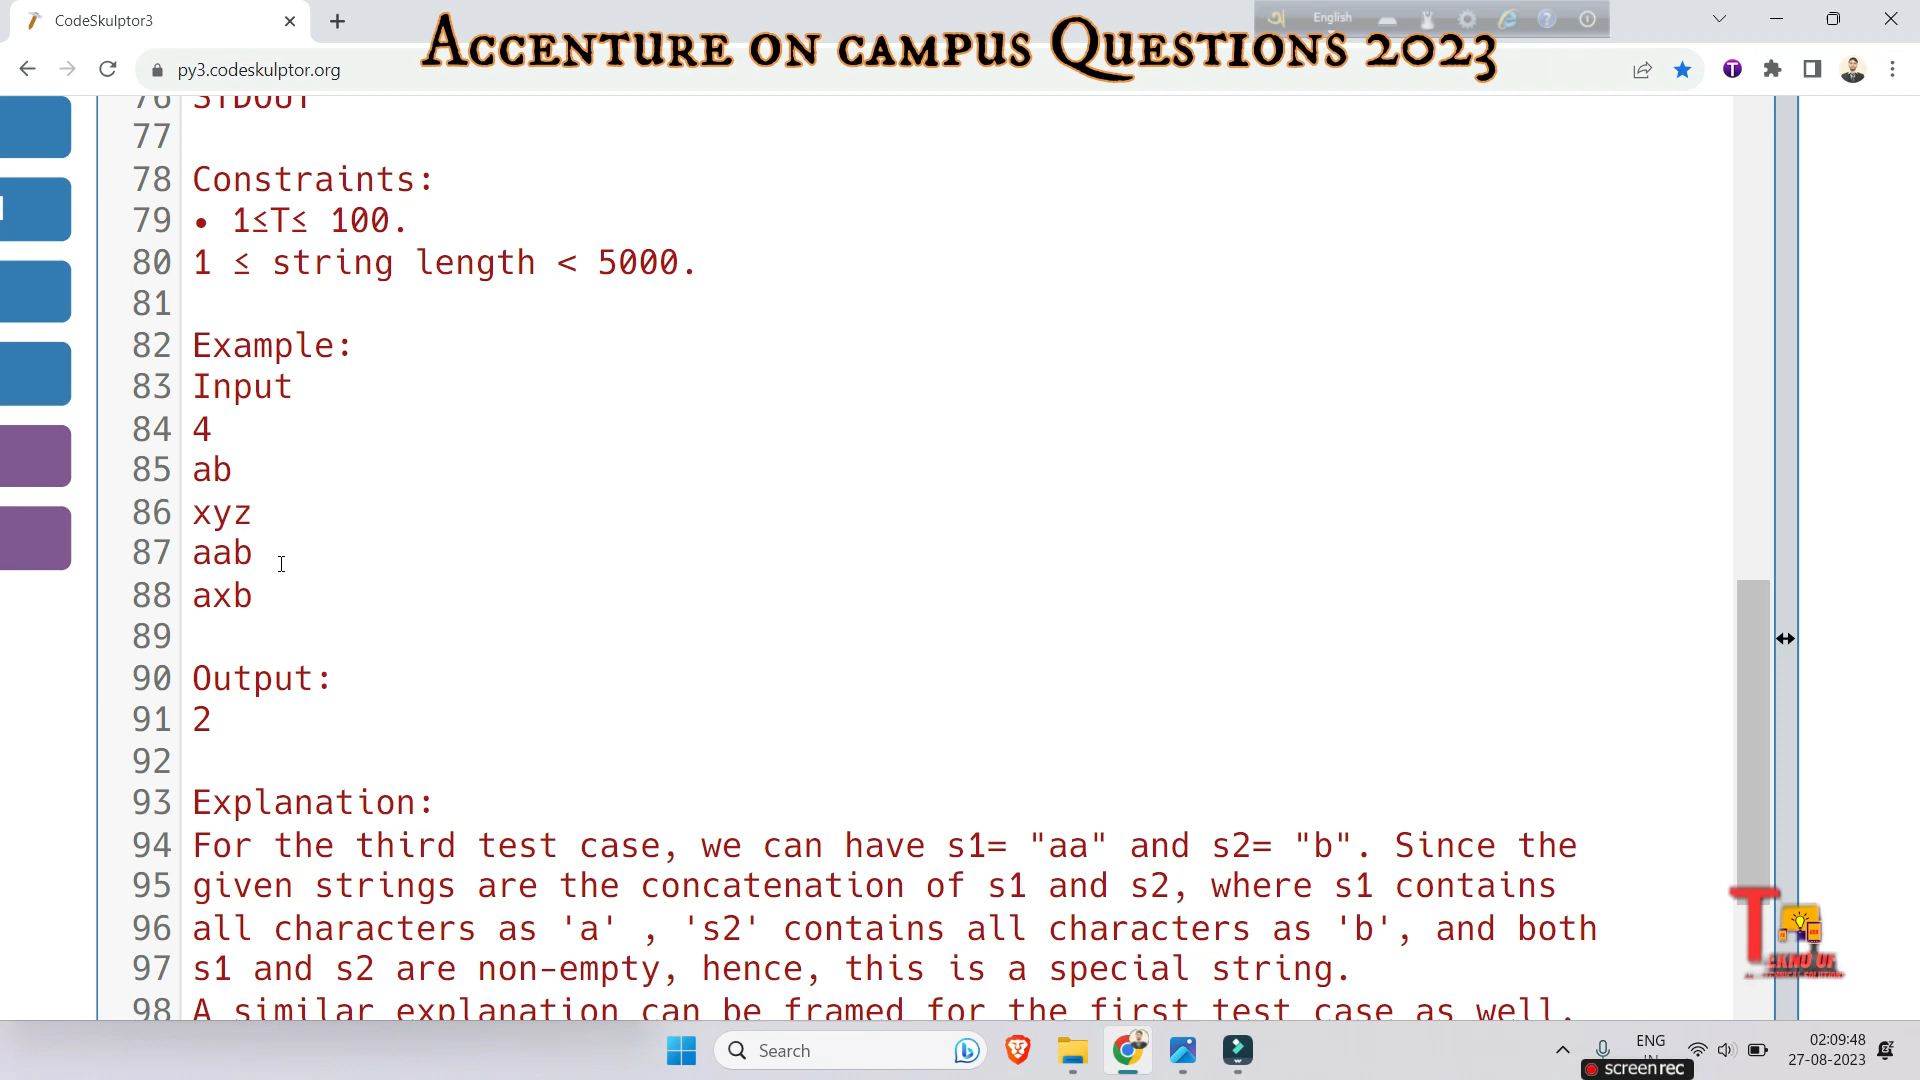 CodeSkulptor3
ACCENTURE ON CAMPUS QUESTIONS 2023
English
py3.codeskulptor.org
76 STDOUT
77
78 Constraints:
79 • 1≤T≤ 100.
80 1 ≤ string length < 5000.
81
82 Example:
83 Input
84 4
85 ab
86 xyz
87 aab
88 axb
89
90 Output:
91 2
92
93 Explanation:
94 For the third test case, we can have s1= "aa" and s2= "b". Since the
95 given strings are the concatenation of s1 and s2, where s1 contains
96 all characters as 'a' , 's2' contains all characters as 'b', and both
97 s1 and s2 are non-empty, hence, this is a special string.
98 A similar explanation can be framed for the first test case as well.
Search
ENG
02:09:48
27-08-2023
screenrec